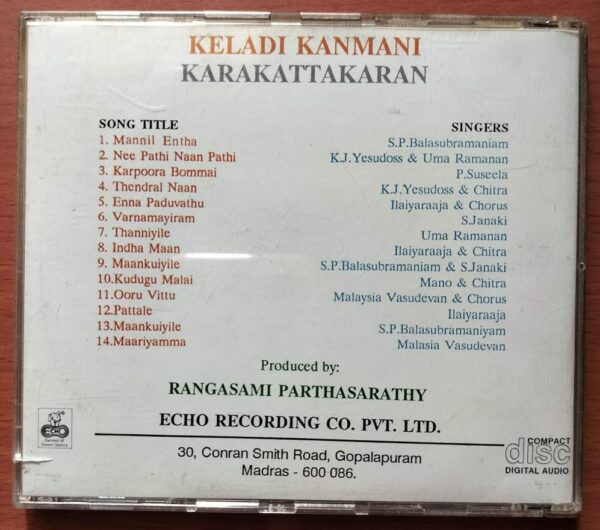 KELADI KANMANI
KARAKATTAKARAN
SONG TITLE SINGERS
1. Mannil Entha S.P.Balasubramaniam
2. Nee Pathi Naan Pathi K.J.Yesudoss & Uma Ramanan
3. Karpoora Bommai P.Suseela
4. Thendral Naan K.J.Yesudoss & Chitra
5. Enna Paduvathu Ilaiyaraaja & Chorus
6. Varnamayiram S.Janaki
7. Thanniyile Uma Ramanan
8. Indha Maan Ilaiyaraaja & Chitra
9. Maankuiyile S.P.Balasubramaniam & S.Janaki
10.Kudugu Malai Mano & Chitra
11.Ooru Vittu Malaysia Vasudevan & Chorus
12.Pattale Ilaiyaraaja
13.Maankuiyile S.P.Balasubramaniyam
14.Maariyamma Malasia Vasudevan
Produced by:
RANGASAMI PARTHASARATHY
ECHO RECORDING CO. PVT. LTD.
30, Conran Smith Road, Gopalapuram
Madras - 600 086.
ECHO
COMPACT
disc
DIGITAL AUDIO